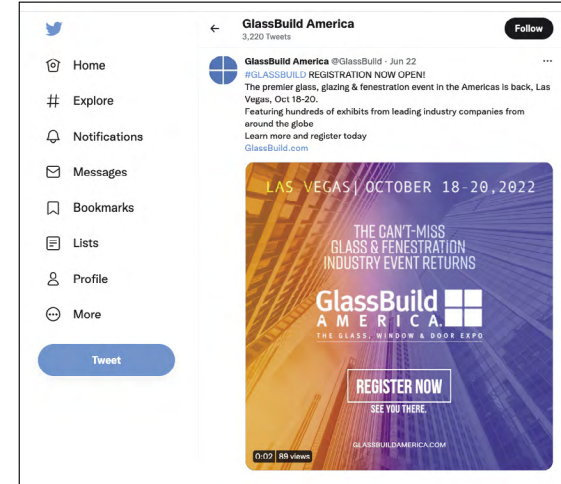 GlassBuild America
3,220 Tweets
Follow
Home
Explore
Notifications
Messages
Bookmarks
Lists
Profile
More
Tweet
GlassBuild America @GlassBuild · Jun 22
#GLASSBUILD REGISTRATION NOW OPEN!
The premier glass, glazing & fenestration event in the Americas is back, Las
Vegas, Oct 18-20.
Featuring hundreds of exhibits from leading industry companies from
around the globe
Learn more and register today
GlassBuild.com
LAS VEGAS| OCTOBER 18-20,2022
THE CAN'T-MISS
GLASS & FENESTRATION
INDUSTRY EVENT RETURNS
GlassBuild
AMERICA
THE GLASS, WINDOW & DOOR EXPO
REGISTER NOW
SEE YOU THERE.
GLASSBUILDAMERICA.COM
0:02 89 views